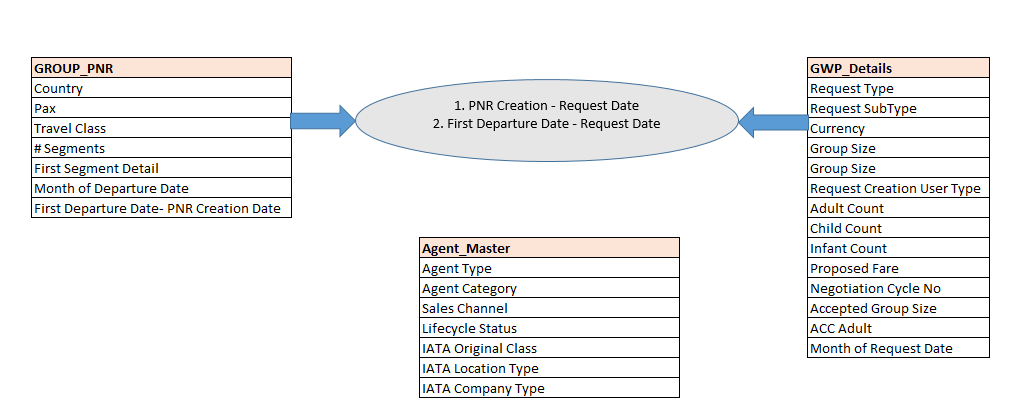 GROUP_PNR
Country
Pax
Travel Class
# Segments
First Segment Detail
Month of Departure Date
First Departure Date- PNR Creation Date
1. PNR Creation - Request Date
2. First Departure Date - Request Date
GWP_Details
Request Type
Request SubType
Currency
Group Size
Group Size
Request Creation User Type
Adult Count
Child Count
Infant Count
Proposed Fare
Negotiation Cycle No
Accepted Group Size
ACC Adult
Month of Request Date
Agent_Master
Agent Type
Agent Category
Sales Channel
Lifecycle Status
IATA Original Class
IATA Location Type
IATA Company Type